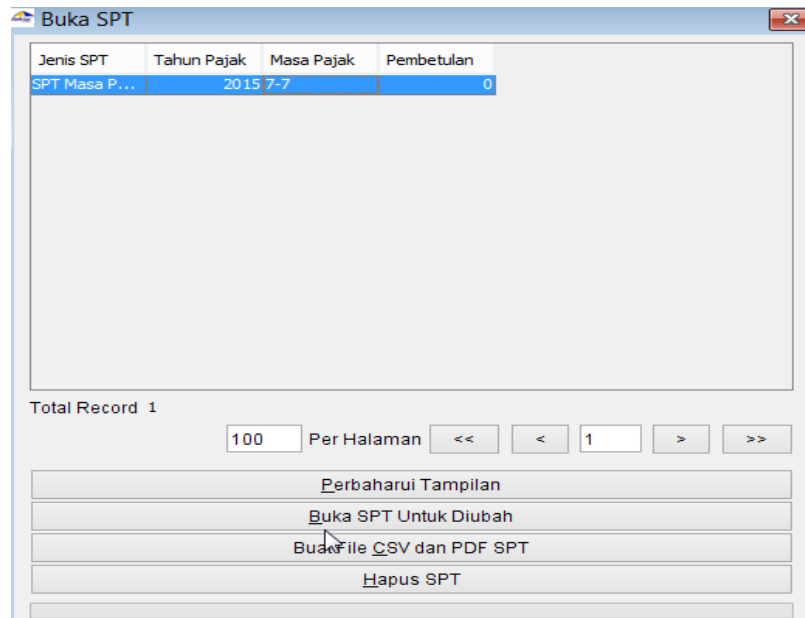 Buka SPT
Jenis SPT Tahun Pajak Masa Pajak Pembetulan
SPT Masa P... 2015 7-7 0
Total Record 1
100 Per Halaman << < 1 > >>
Perbaharui Tampilan
Buka SPT Untuk Diubah
Buat File CSV dan PDF SPT
Hapus SPT